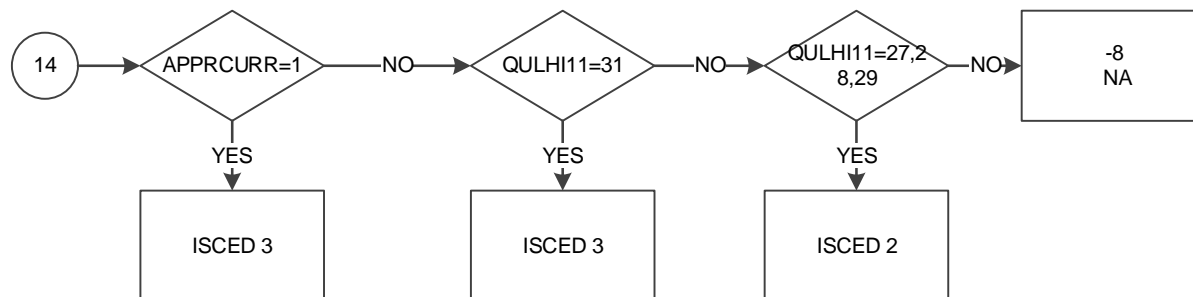 14
APPRCURR=1
NO
QULHI11=31
NO
QULHI11=27,2
8,29
NO
-8
NA
YES
YES
YES
ISCED 3
ISCED 3
ISCED 2